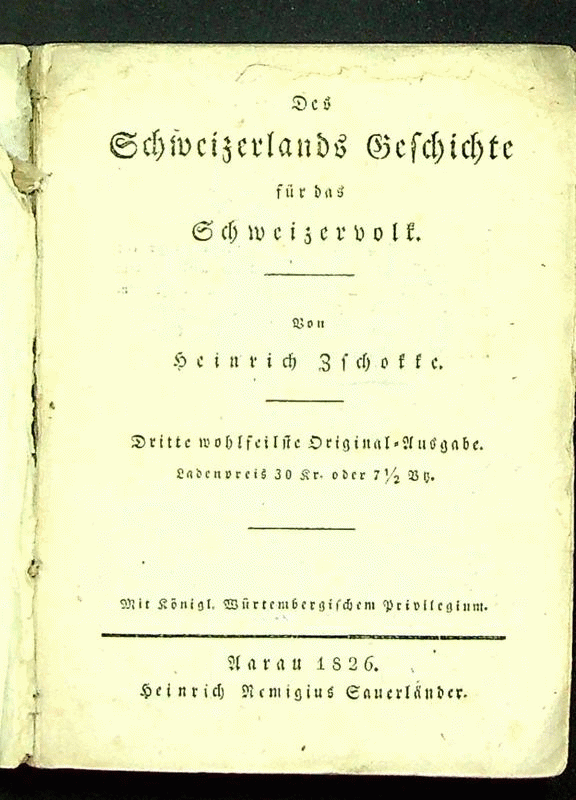 Des
Schweizerlands Geschichte
für das
Schweizervolk.
Von
Heinrich Zschokke.
Dritte wohlfeilste Original-Ausgabe.
Ladenpreis 30 Kr. oder 7½ Btz.
Mit Königl. Würtembergischem Privilegium.
Aarau 1826.
Heinrich Remigius Sauerländer.